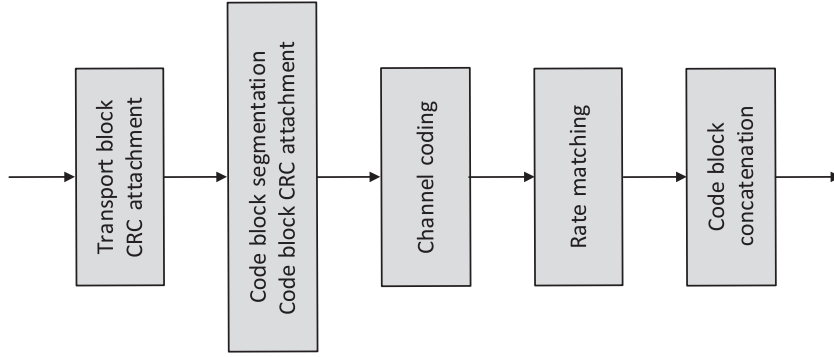 Transport block
CRC attachment
Code block segmentation
Code block CRC attachment
Channel coding
Rate matching
Code block
concatenation